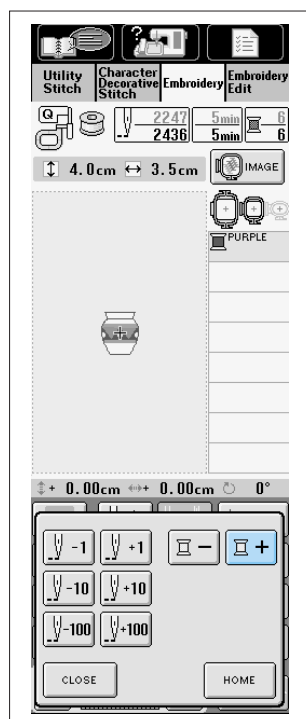 Utility Stitch Character Decorative Stitch Embroidery Embroidery Edit
Q 2247 5min 6
2436 5min 6
4.0cm 3.5cm IMAGE
PURPLE
+ 0.00cm + 0.00cm 0°
-1 +1 - +
-10 +10
-100 +100
CLOSE HOME